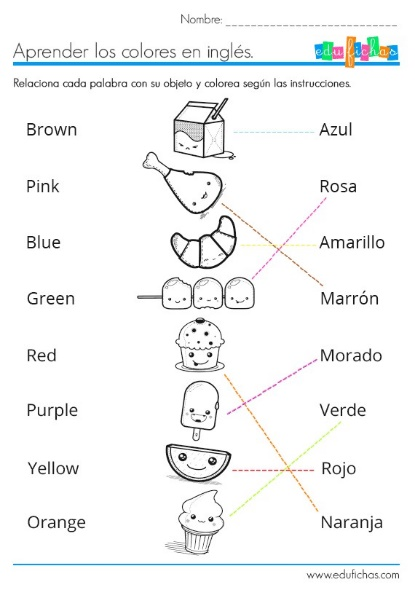 Nombre: ____________________________
Aprender los colores en inglés.
edufichas
Relaciona cada palabra con su objeto y colorea según las instrucciones.
Brown Azul
Pink Rosa
Blue Amarillo
Green Marrón
Red Morado
Purple Verde
Yellow Rojo
Orange Naranja
www.edufichas.com